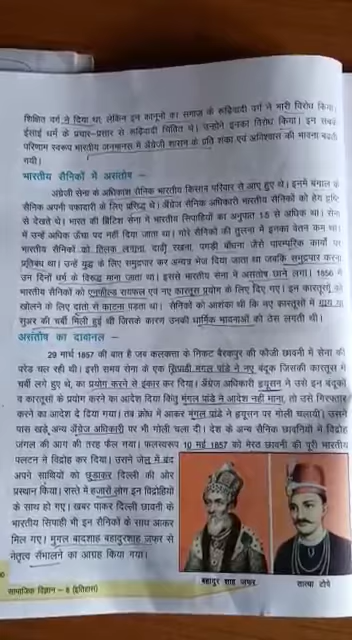 शिक्षित वर्ग ने दिया था, लेकिन इन कानूनों का समाज के रूढ़िवादी वर्ग ने भारी विरोध किया।
ईसाई धर्म के प्रचार-प्रसार से रूढ़िवादी चिंतित थे। उन्होंने इनका विरोध किया। इन सबके
परिणाम स्वरूप भारतीय जनमानस में अंग्रेजी शासन के प्रति शंका एवं अविश्वास की भावना बढ़ती
गयी।
भारतीय सैनिकों में असंतोष –
अंग्रेजी सेना के अधिकांश सैनिक भारतीय किसान परिवार से आए हुए थे। इनमें बंगाल के
सैनिक अपनी वफादारी के लिए प्रसिद्ध थे। अंग्रेज सैनिक अधिकारी भारतीय सैनिकों को हेय दृष्टि
से देखते थे। भारत की ब्रिटिश सेना में भारतीय सिपाहियों का अनुपात 1:5 से अधिक था। सेना
में उन्हें अधिक ऊँचा पद नहीं दिया जाता था। गोरे सैनिकों की तुलना में इनका वेतन कम था।
भारतीय सैनिकों को तिलक लगाना, दाढ़ी रखना, पगड़ी बाँधना जैसे पारम्परिक कार्यों पर
प्रतिबंध था। उन्हें युद्ध के लिए समुद्रपार कर अन्यत्र भेज दिया जाता था जबकि समुद्रपार करना
उन दिनों धर्म के विरुद्ध माना जाता था। इससे भारतीय सेना में असंतोष छाने लगा। 1856 में
भारतीय सैनिकों को एनफील्ड रायफल एवं नए कारतूस प्रयोग के लिए दिए गए। इन कारतूसों को
खोलने के लिए दांतो से काटना पड़ता था। सैनिकों को आशंका थी कि नए कारतूसों में गाय या
सुअर की चर्बी मिली हुई थी जिसके कारण उनकी धार्मिक भावनाओं को ठेस लगती थी।
असंतोष का दावानल –
29 मार्च 1857 की बात है जब कलकत्ता के निकट बैरकपुर की फौजी छावनी में सेना की
परेड चल रही थी। इसी समय सेना के एक सिपाही मंगल पांडे ने नए बंदूक जिसकी कारतूस में
चर्बी लगे हुए थे, का प्रयोग करने से इंकार कर दिया। अंग्रेज अधिकारी ह्यूसन ने उसे इन बंदूकों
व कारतूसों के प्रयोग करने का आदेश दिया किंतु मंगल पांडे ने आदेश नहीं माना, तो उसे गिरफ्तार
करने का आदेश दे दिया गया। तब क्रोध में आकर मंगल पांडे ने ह्यूसन पर गोली चलायी। उसने
पास खड़े अन्य अंग्रेज अधिकारी पर भी गोली चला दी। देश के अन्य सैनिक छावनियों में विद्रोह
जंगल की आग की तरह फैल गया। फलस्वरूप 10 मई 1857 को मेरठ छावनी की पूरी भारतीय
पलटन ने विद्रोह कर दिया। उसने जेल में बंद
अपने साथियों को छुड़ाकर दिल्ली की ओर
प्रस्थान किया। रास्ते में हजारों लोग इन विद्रोहियों
के साथ हो गए। खबर पाकर दिल्ली छावनी के
भारतीय सिपाही भी इन सैनिकों के साथ आकर
मिल गए। मुगल बादशाह बहादुरशाह जफर से
नेतृत्व सँभालने का आग्रह किया गया।
बहादुर शाह जफर
तात्या टोपे
सामाजिक विज्ञान – 8 (इतिहास)